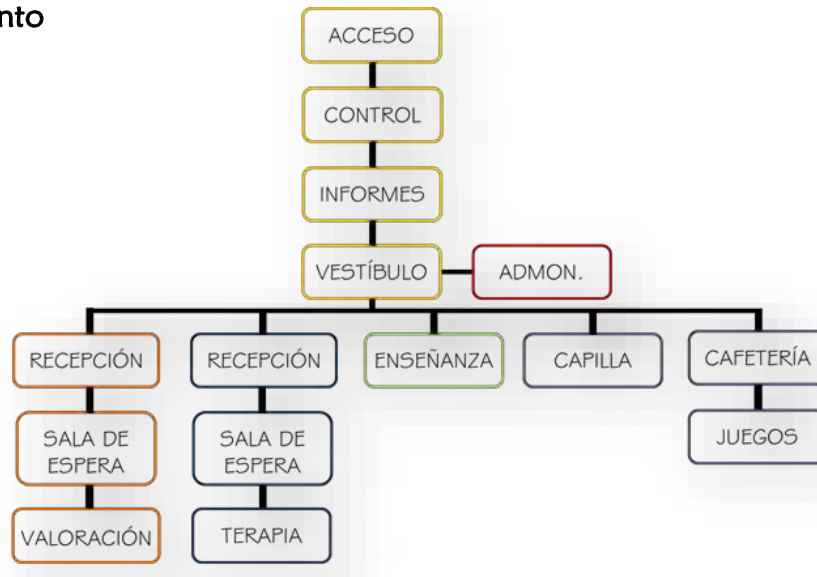 nto
ACCESO
CONTROL
INFORMES
VESTÍBULO
ADMON.
RECEPCIÓN
RECEPCIÓN
ENSEÑANZA
CAPILLA
CAFETERÍA
SALA DE
ESPERA
SALA DE
ESPERA
JUEGOS
VALORACIÓN
TERAPIA